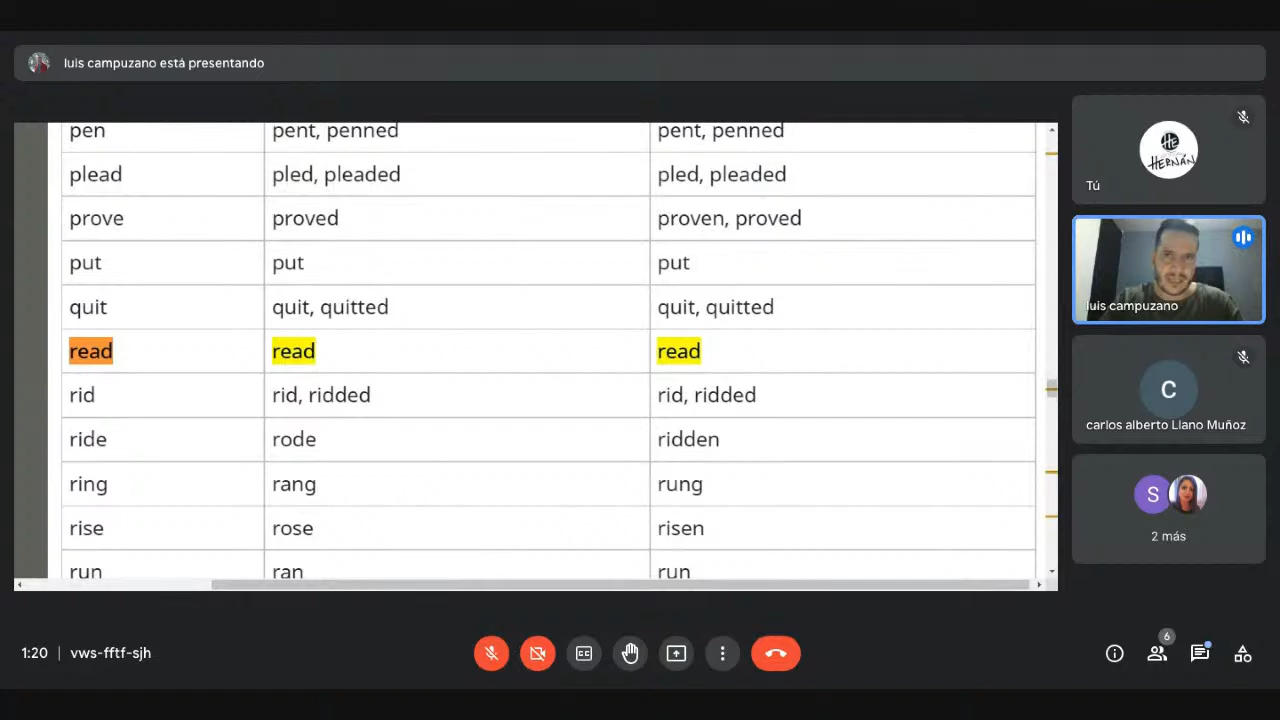 luis campuzano está presentando
pen pent, penned pent, penned
plead pled, pleaded pled, pleaded
prove proved proven, proved
put put put
quit quit, quitted quit, quitted
read read read
rid rid, ridded rid, ridded
ride rode ridden
ring rang rung
rise rose risen
run ran run
HE
HERNÁN
Tú
luis campuzano
C
carlos alberto Llano Muñoz
S
2 más
1:20 | vws-fftf-sjh
CC
6